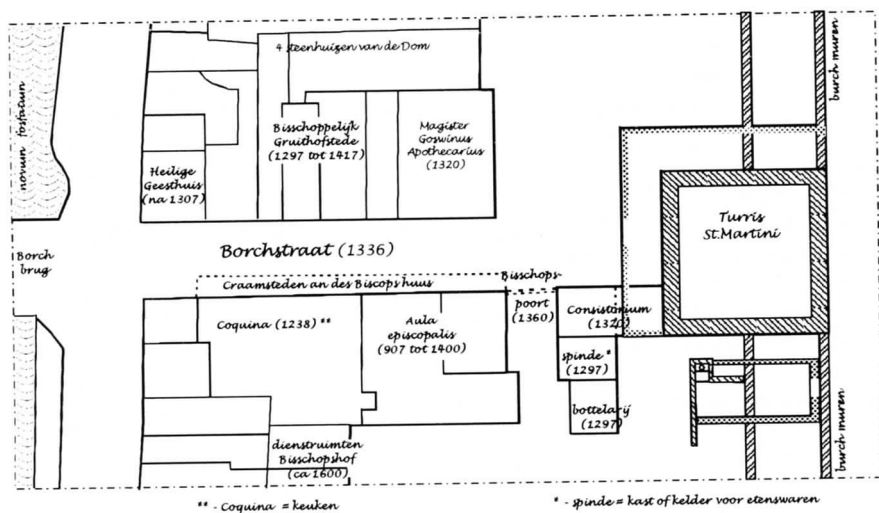 novum fosfatum
4 steenhuizen van de Dom
burch muren
Bisschoppelijk
Gruithofstede
(1297 tot 1417)
Magister
Goswinus
Apothecarius
(1320)
Heilige
Geesthuis
(na 1307)
Turris
St.Martini
Borch
brug
Borchstraat (1336)
Craamsteden an des Biscops huus
Bisschops
poort
(1360)
Coquina (1238) **
Aula
episcopalis
(907 tot 1400)
Consistorium
(1320)
spinde *
(1297)
bottelarij
(1297)
dienstruimten
Bisschopshof
(ca 1600)
burch muren
** - Coquina = keuken
* - spinde = kast of kelder voor etenswaren